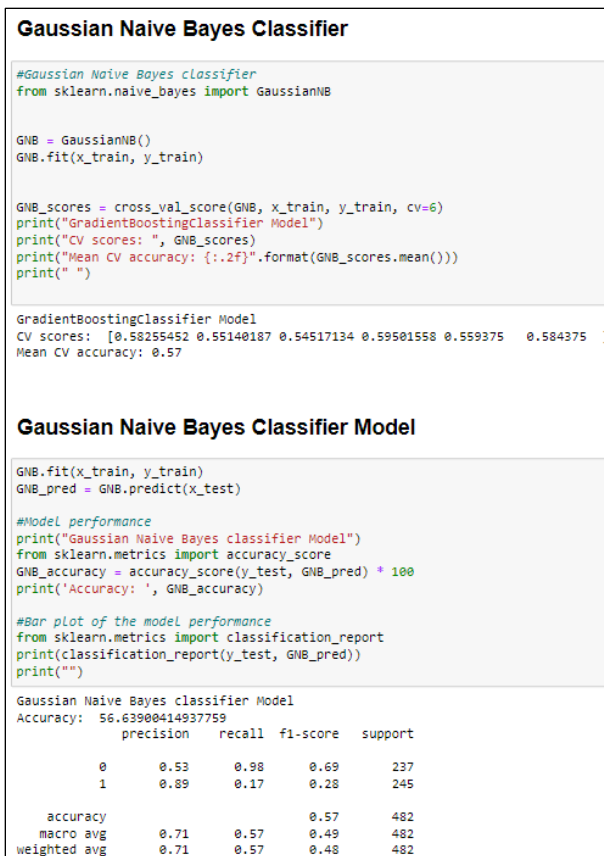 Gaussian Naive Bayes Classifier
#Gaussian Naive Bayes classifier
from sklearn.naive_bayes import GaussianNB
GNB = GaussianNB()
GNB.fit(x_train, y_train)
GNB_scores = cross_val_score(GNB, x_train, y_train, cv=6)
print("GradientBoostingClassifier Model")
print("CV scores: ", GNB_scores)
print("Mean CV accuracy: {:.2f}".format(GNB_scores.mean()))
print(" ")
GradientBoostingClassifier Model
CV scores:  [0.58255452 0.55140187 0.54517134 0.59501558 0.559375   0.584375  ]
Mean CV accuracy: 0.57
Gaussian Naive Bayes Classifier Model
GNB.fit(x_train, y_train)
GNB_pred = GNB.predict(x_test)
#Model performance
print("Gaussian Naive Bayes classifier Model")
from sklearn.metrics import accuracy_score
GNB_accuracy = accuracy_score(y_test, GNB_pred) * 100
print('Accuracy: ', GNB_accuracy)
#Bar plot of the model performance
from sklearn.metrics import classification_report
print(classification_report(y_test, GNB_pred))
print("")
Gaussian Naive Bayes classifier Model
Accuracy:  56.63900414937759
precision    recall  f1-score   support
0       0.53      0.98      0.69       237
1       0.89      0.17      0.28       245
accuracy                           0.57       482
macro avg       0.71      0.57      0.49       482
weighted avg       0.71      0.57      0.48       482